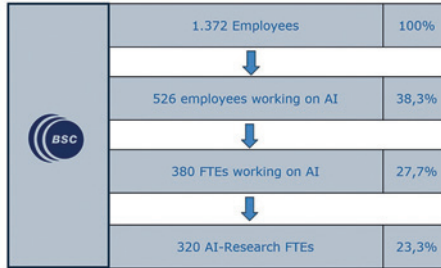 1.372 Employees 100%
BSC
526 employees working on AI 38,3%
380 FTEs working on AI 27,7%
320 AI-Research FTEs 23,3%